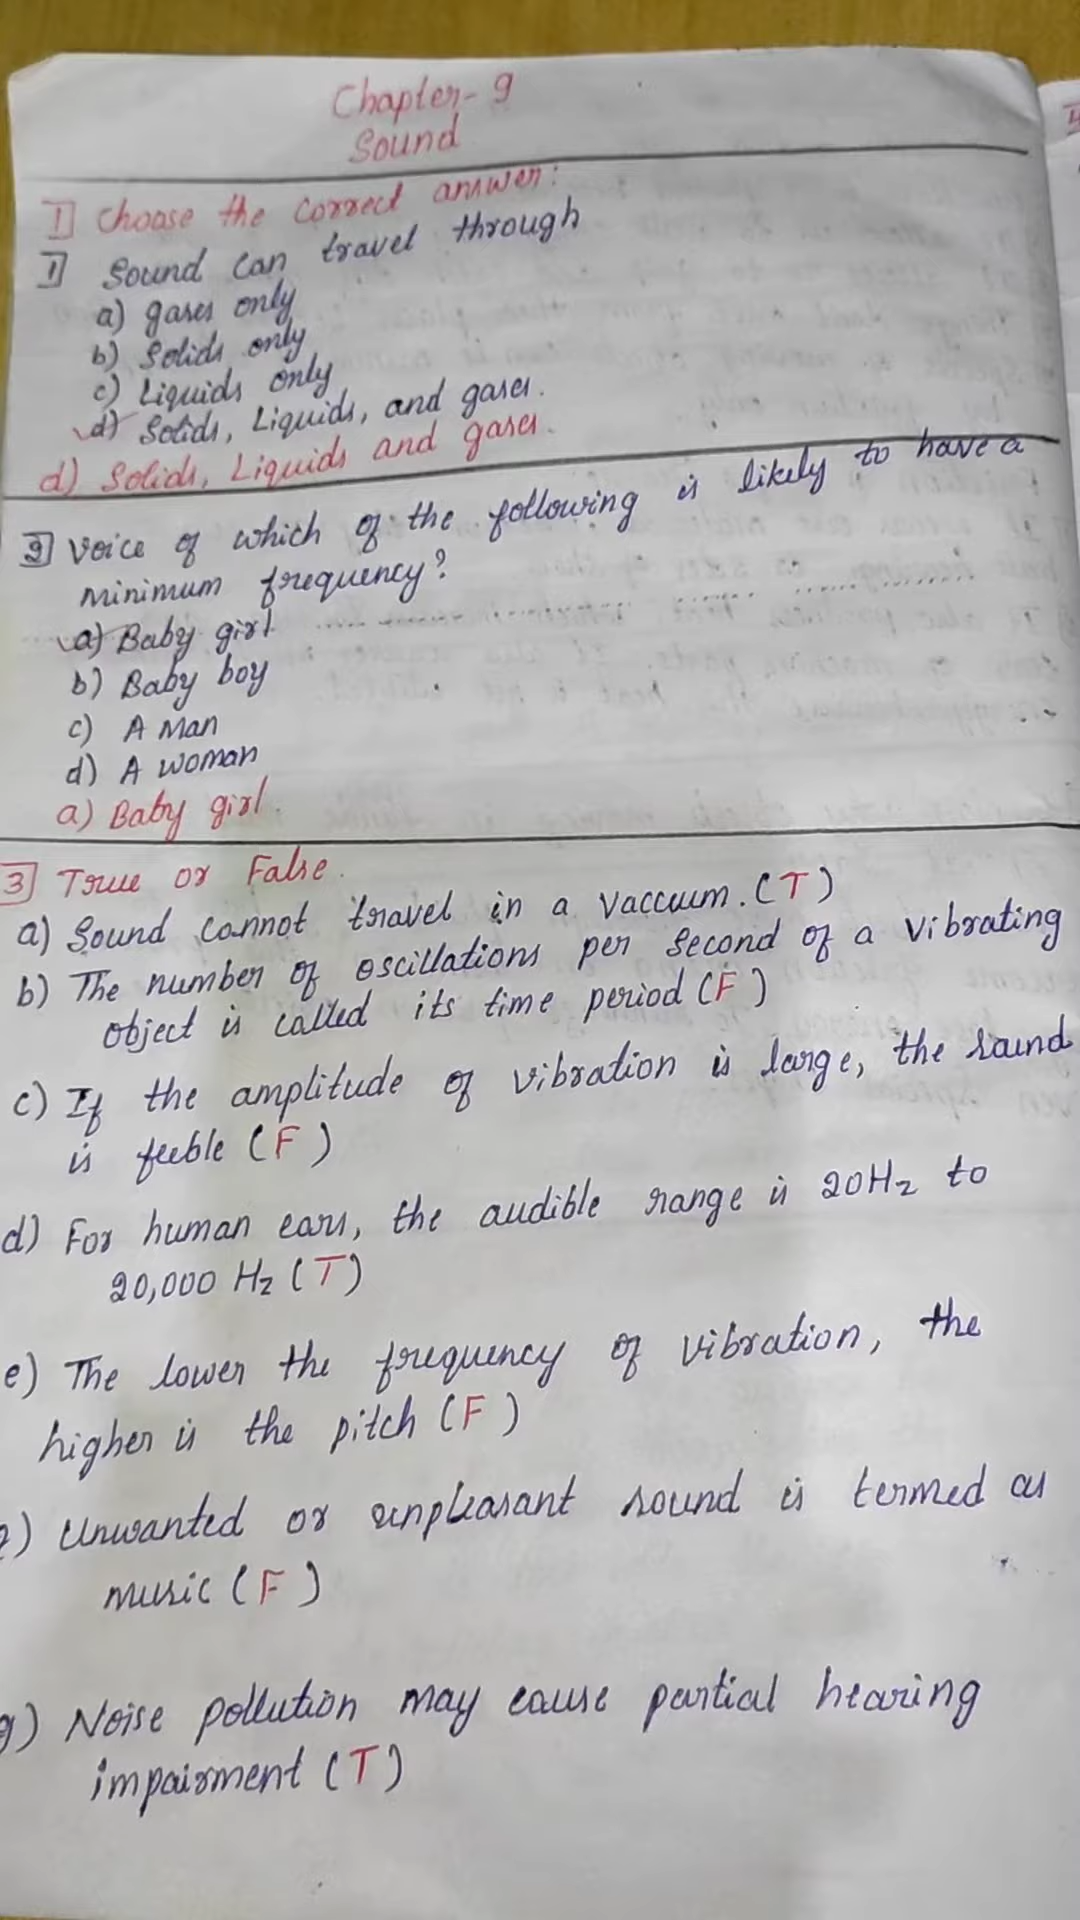 Chapter-9
Sound
1 Choose the Correct answer:
1 Sound can travel through
a) gases only
b) Solids only
c) Liquids only
d) Solids, Liquids, and gases.
d) Solids, Liquids and gases.
2 Voice of which of the following is likely to have a
minimum frequency?
a) Baby girl
b) Baby boy
c) A Man
d) A woman
a) Baby girl.
3 True or False.
a) Sound cannot travel in a vaccum. (T)
b) The number of oscillations per second of a vibrating
object is called its time period (F)
c) If the amplitude of vibration is large, the sound
is feeble (F)
d) For human ears, the audible range is 20Hz to
20,000 Hz (T)
e) The lower the frequency of vibration, the
higher is the pitch (F)
) Unwanted or unpleasant sound is termed as
music (F)
g) Noise pollution may cause partial hearing
impairment (T)